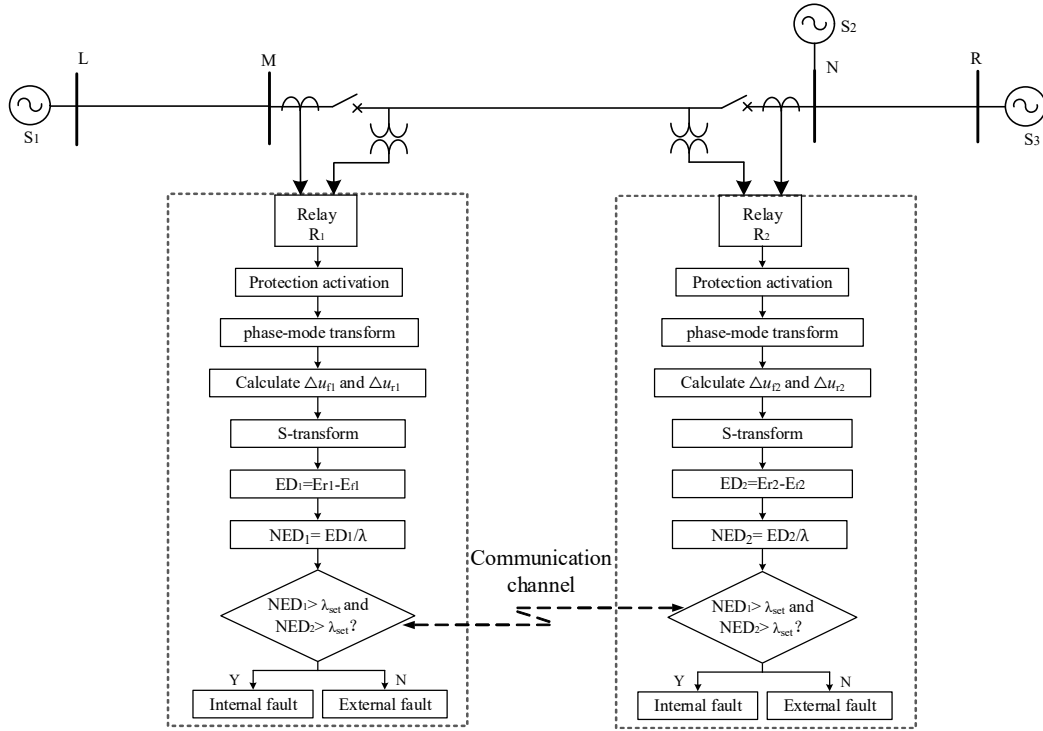 S2
L
M
N
R
S1
S3
Relay
R1
Protection activation
phase-mode transform
Calculate △uf1 and △ur1
S-transform
ED1=Er1-Ef1
NED1= ED1/λ
NED1> λset and
NED2> λset?
Y
N
Internal fault
External fault
Communication
channel
Relay
R2
Protection activation
phase-mode transform
Calculate △uf2 and △ur2
S-transform
ED2=Er2-Ef2
NED2= ED2/λ
NED1> λset and
NED2> λset?
Y
N
Internal fault
External fault